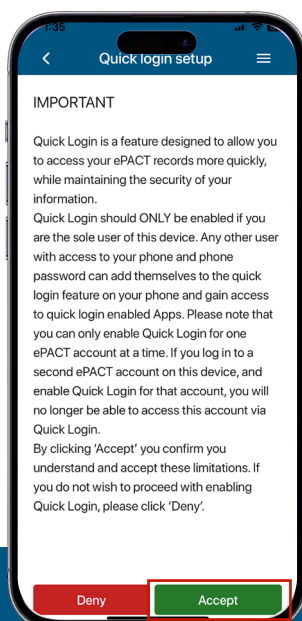 1:35
Quick login setup
IMPORTANT
Quick Login is a feature designed to allow you
to access your ePACT records more quickly,
while maintaining the security of your
information.
Quick Login should ONLY be enabled if you
are the sole user of this device. Any other user
with access to your phone and phone
password can add themselves to the quick
login feature on your phone and gain access
to quick login enabled Apps. Please note that
you can only enable Quick Login for one
ePACT account at a time. If you log in to a
second ePACT account on this device, and
enable Quick Login for that account, you will
no longer be able to access this account via
Quick Login.
By clicking ‘Accept’ you confirm you
understand and accept these limitations. If
you do not wish to proceed with enabling
Quick Login, please click ‘Deny’.
Deny Accept